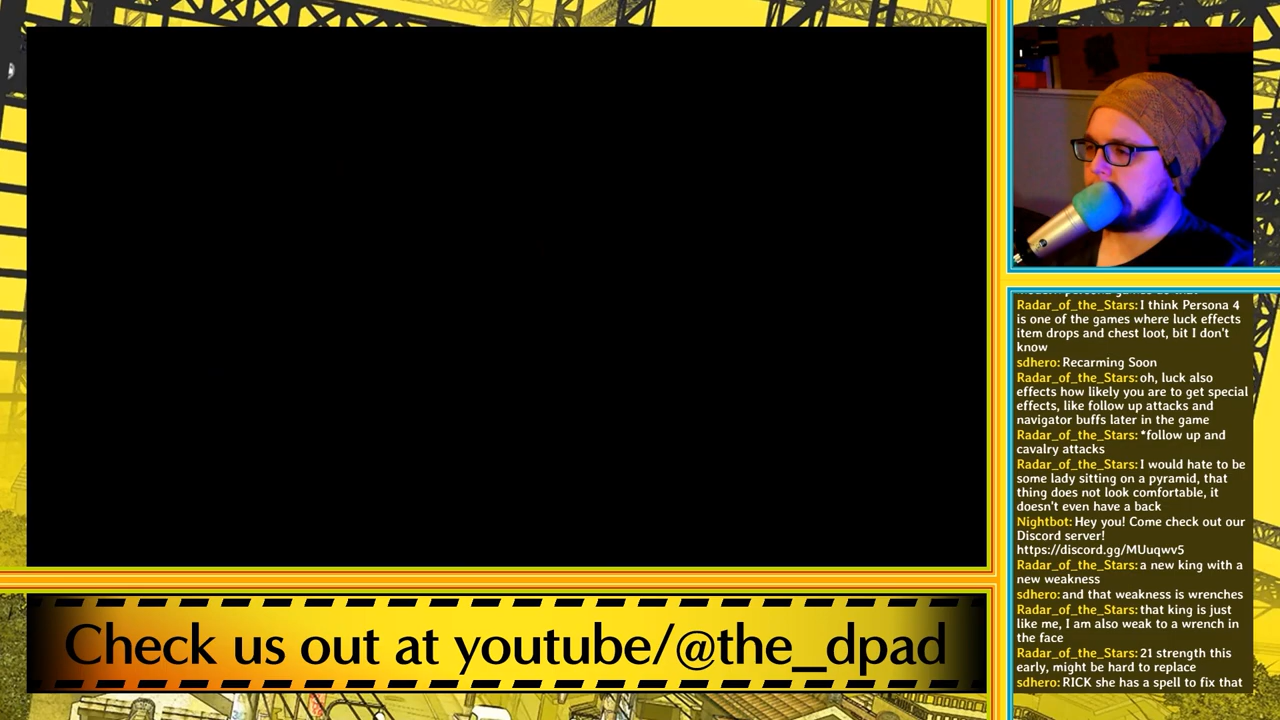 Radar_of_the_Stars: I think Persona 4
is one of the games where luck effects
item drops and chest loot, bit I don't
know
sdhero: Recarming Soon
Radar_of_the_Stars: oh, luck also
effects how likely you are to get special
effects, like follow up attacks and
navigator buffs later in the game
Radar_of_the_Stars: *follow up and
cavalry attacks
Radar_of_the_Stars: I would hate to be
some lady sitting on a pyramid, that
thing does not look comfortable, it
doesn't even have a back
Nightbot: Hey you! Come check out our
Discord server!
https://discord.gg/MUuqwv5
Radar_of_the_Stars: a new king with a
new weakness
sdhero: and that weakness is wrenches
Radar_of_the_Stars: that king is just
like me, I am also weak to a wrench in
the face
Radar_of_the_Stars: 21 strength this
early, might be hard to replace
sdhero: RICK she has a spell to fix that
Check us out at youtube/@the_dpad